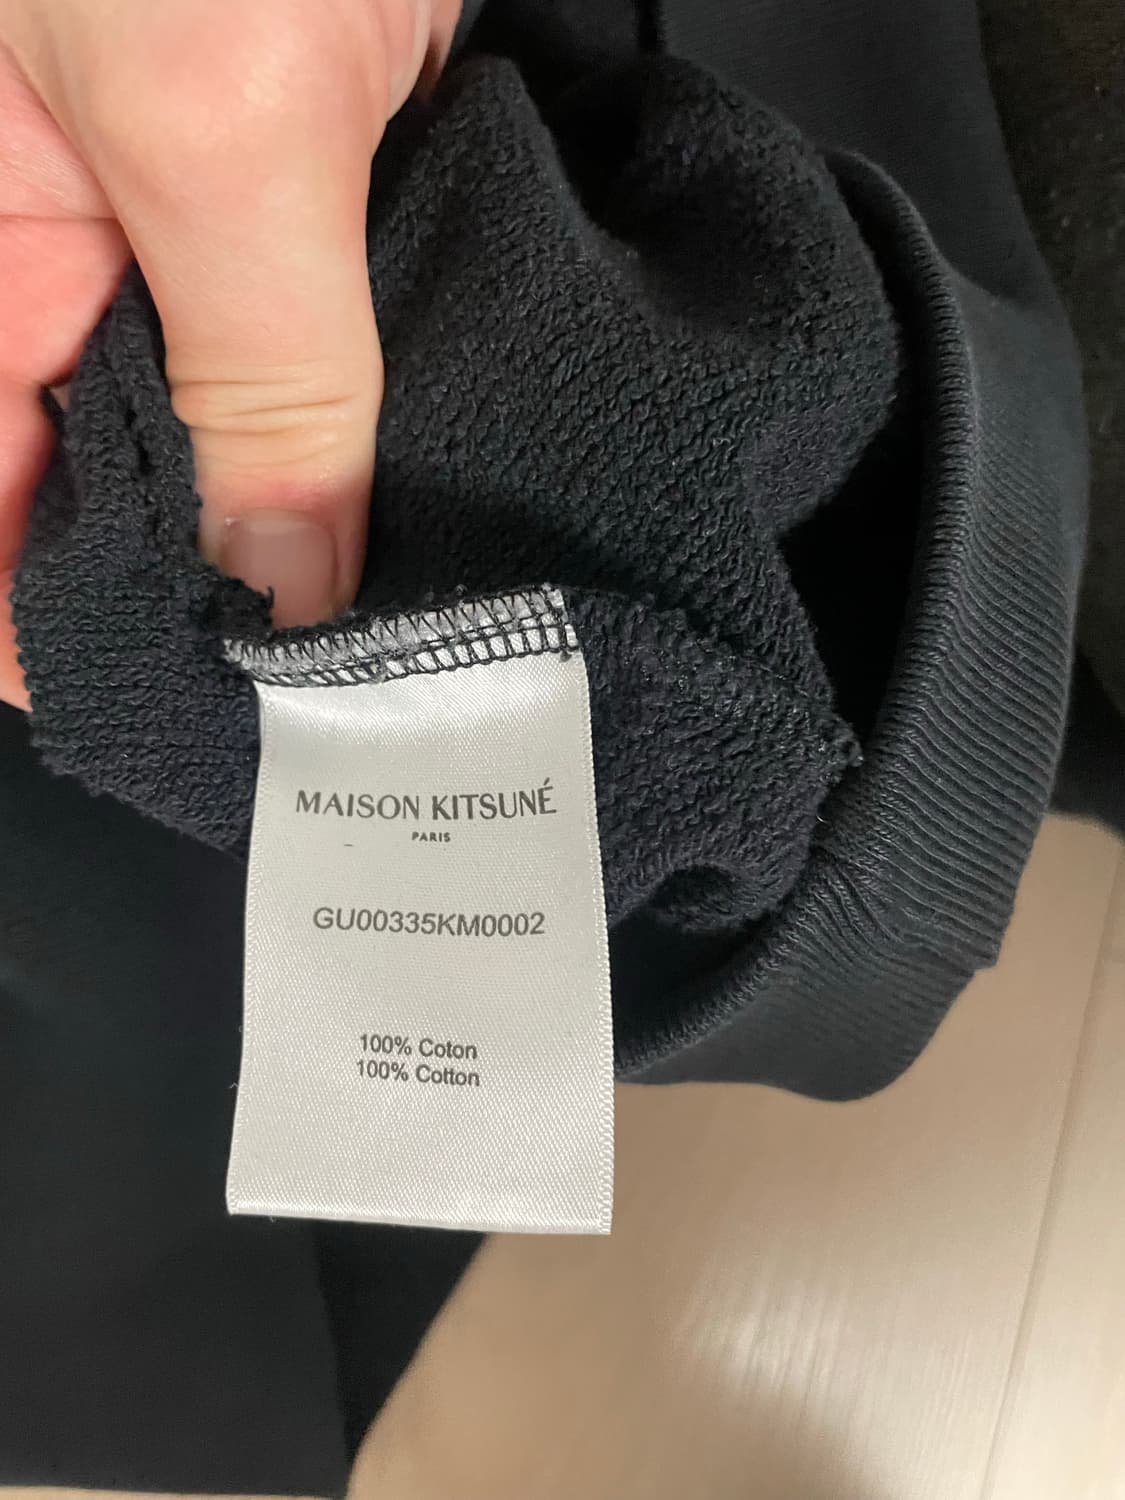 MAISON KITSUNÉ
PARIS
GU00335KM0002
100% Coton
100% Cotton